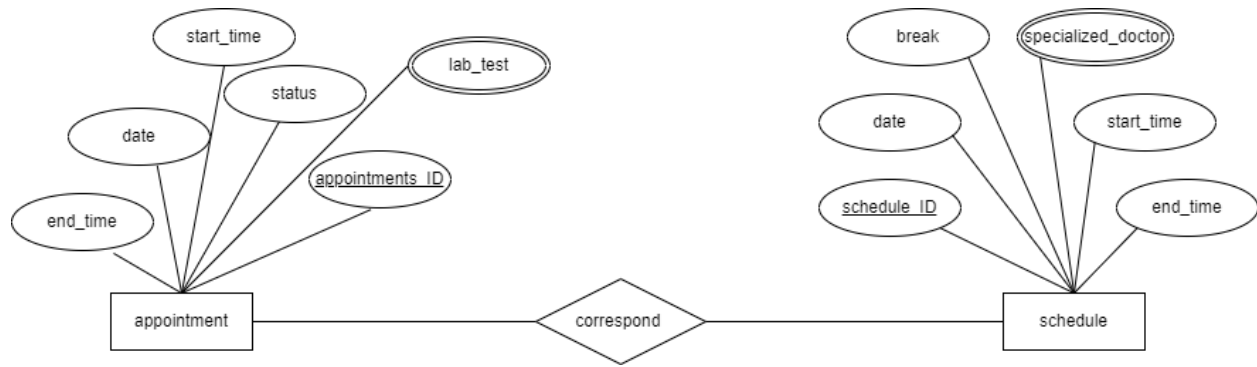 start_time
lab_test
status
date
appointments_ID
end_time
appointment
correspond
break
specialized_doctor
date
start_time
schedule_ID
end_time
schedule